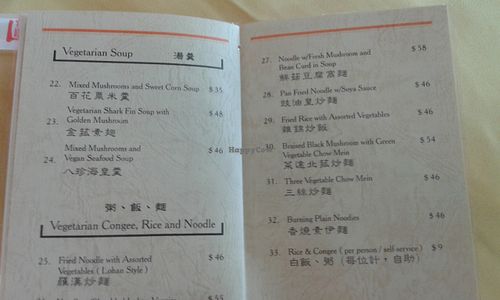 Vegetarian Soup 湯羹
22. Mixed Mushrooms and Sweet Corn Soup $ 35
百花粟米羹
Vegetarian Shark Fin Soup with $ 48
23. Golden Mushroom
金菇素翅
Mixed Mushrooms and $ 46
24. Vegan Seafood Soup
八珍海皇羹
粥、飯、麵
Vegetarian Congee, Rice and Noodle
25. Fried Noodle with Assorted $ 46
Vegetables ( Lohan Style )
羅漢炒麵
$ 55
27. Noodle w/Fresh Mushroom and $ 58
Bean Curd in Soup
鮮菇豆腐窩麵
28. Pan Fried Noodle w/Soya Sauce $ 46
豉油皇炒麵
29. Fried Rice with Assorted Vegetables $ 46
雜錦炒飯
30. Braised Black Mushroom with Green $ 54
Vegetable Chow Mein
菜遠北菇炒麵
31. Three Vegetable Chow Mein $ 46
三絲炒麵
32. Burning Plain Noodles $ 46
香燒素伊麵
33. Rice & Congee ( per person / self-service ) $ 9
白飯、粥（每位計，自助）
HappyCow